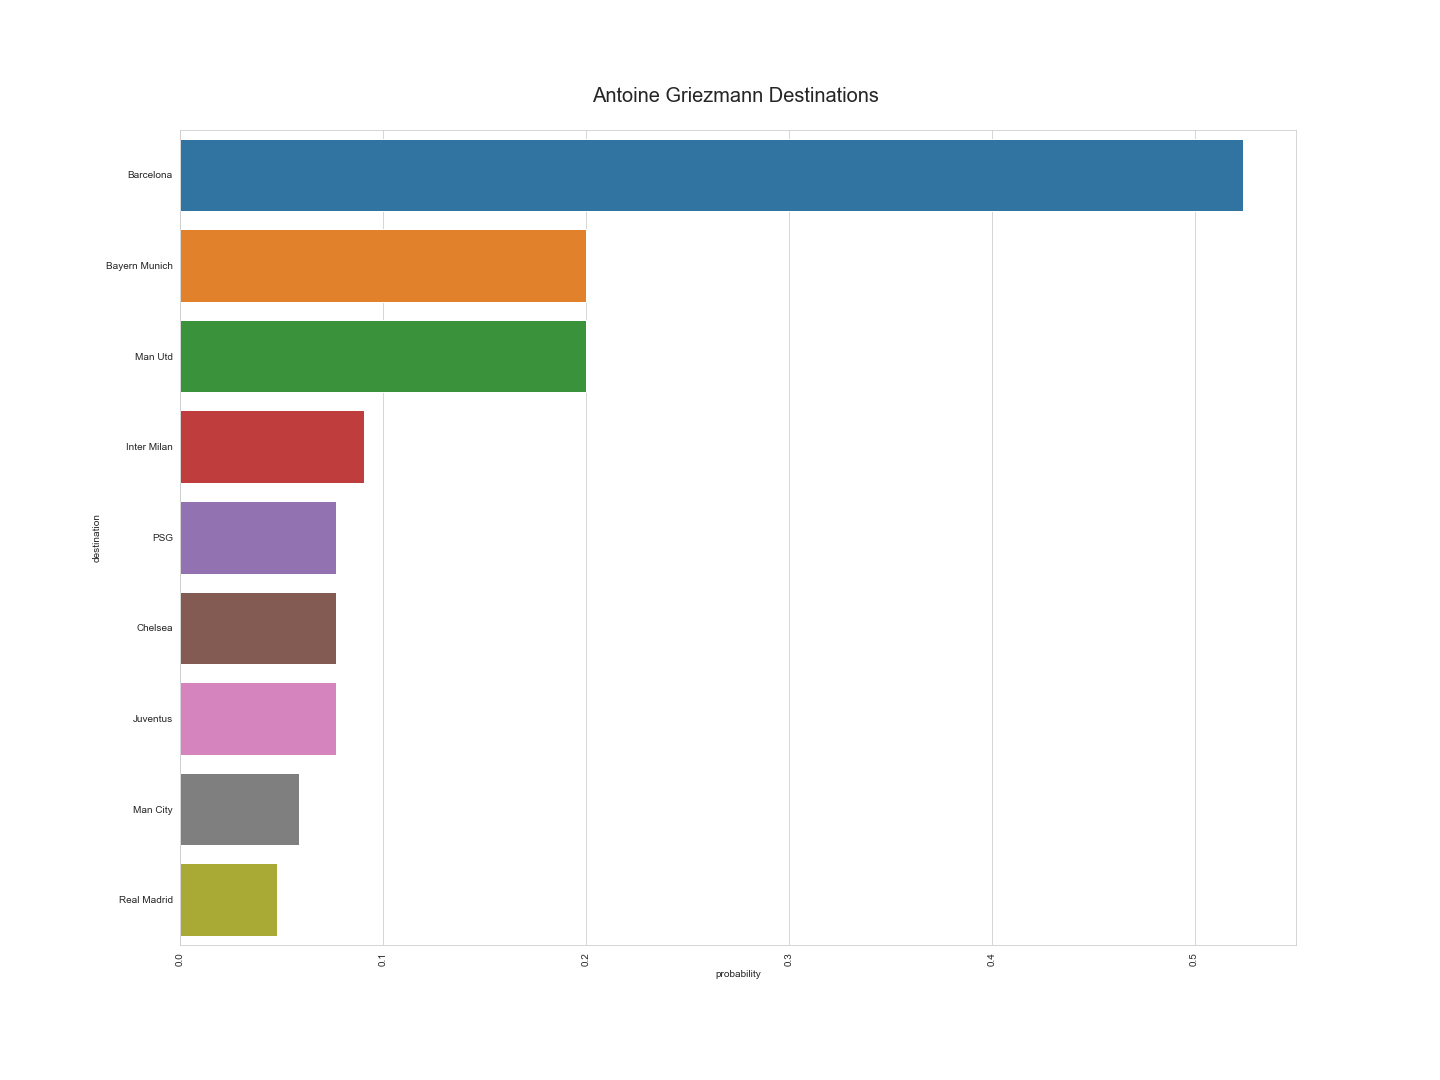 Antoine Griezmann Destinations
Barcelona
Bayern Munich
Man Utd
Inter Milan
PSG
Chelsea
Juventus
Man City
Real Madrid
destination
0.0
0.1
0.2
0.3
0.4
0.5
probability